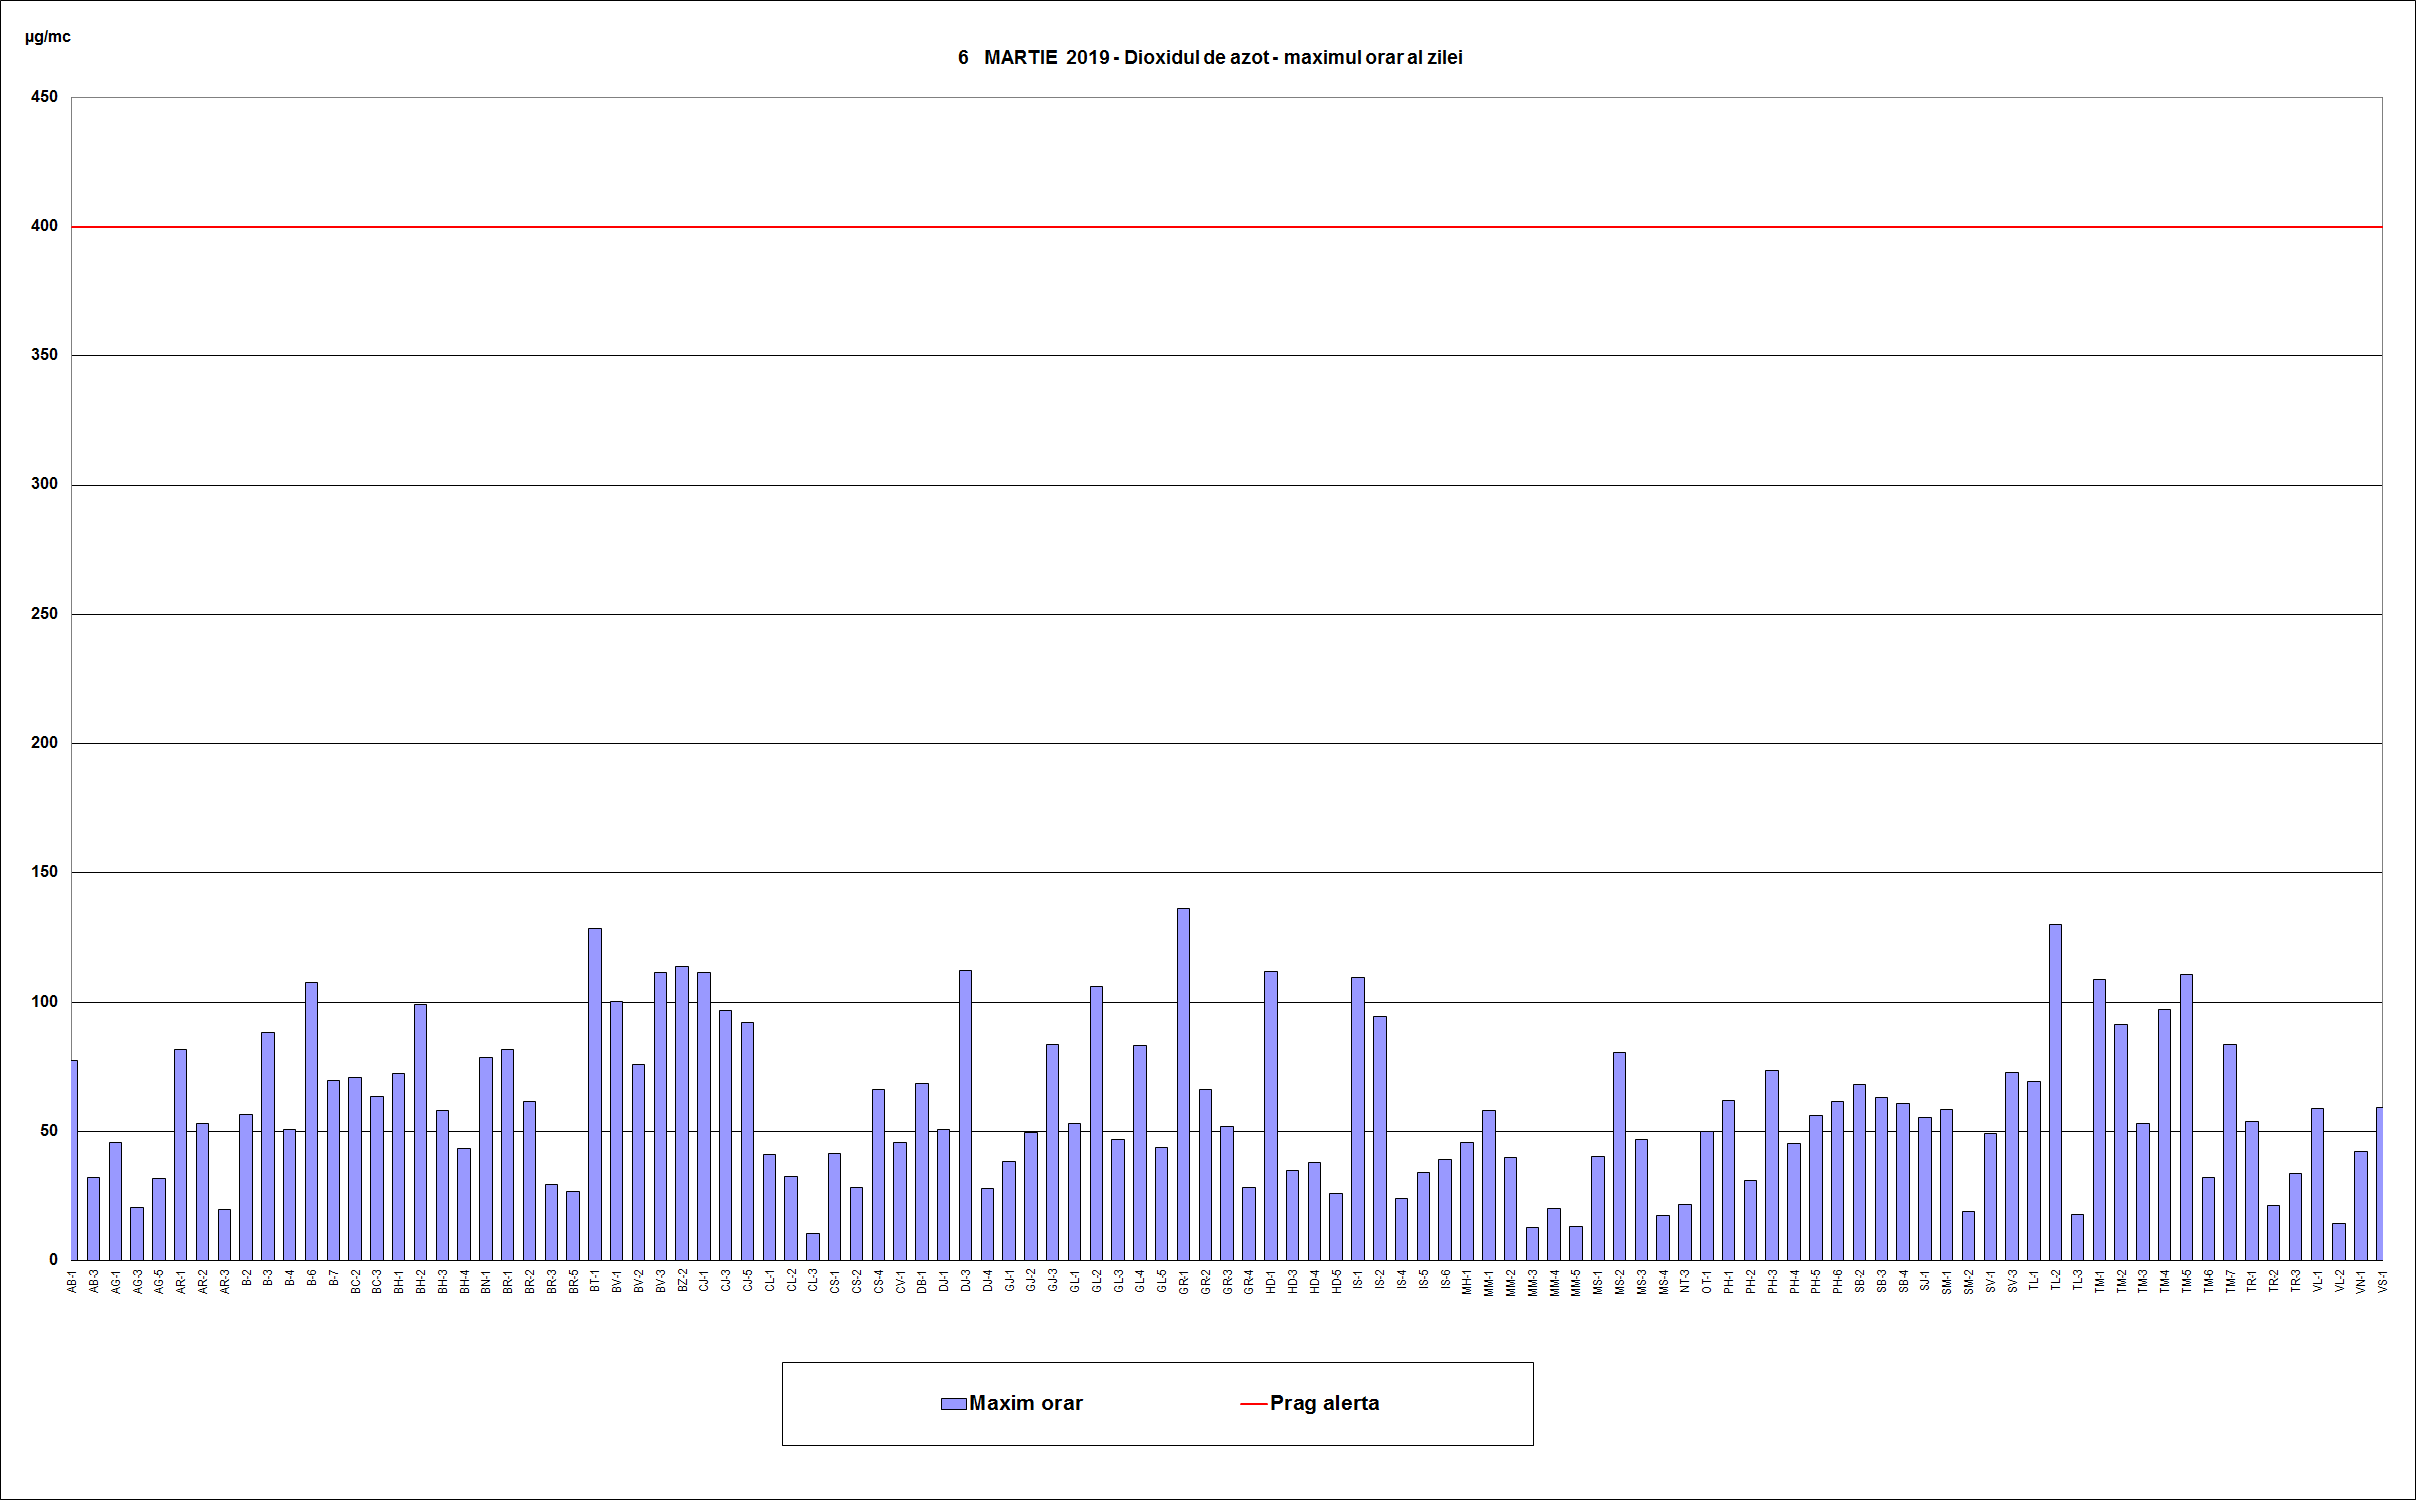 µg/mc
6 MARTIE 2019 - Dioxidul de azot - maximul orar al zilei
450
400
350
300
250
200
150
100
50
0
AB-1 AB-3 AG-1 AG-3 AG-5 AR-1 AR-2 AR-3 B-2 B-3 B-4 B-6 B-7 BC-2 BC-3 BH-1 BH-2 BH-3 BH-4 BN-1 BR-1 BR-2 BR-3 BR-5 BT-1 BV-1 BV-2 BV-3 BZ-2 CJ-1 CJ-3 CJ-5 CL-1 CL-2 CL-3 CS-1 CS-2 CS-4 CV-1 DB-1 DJ-1 DJ-3 DJ-4 GJ-1 GJ-2 GJ-3 GL-1 GL-2 GL-3 GL-4 GL-5 GR-1 GR-2 GR-3 GR-4 HD-1 HD-3 HD-4 HD-5 IS-1 IS-2 IS-4 IS-5 IS-6 MH-1 MM-1 MM-2 MM-3 MM-4 MM-5 MS-1 MS-2 MS-3 MS-4 NT-3 OT-1 PH-1 PH-2 PH-3 PH-4 PH-5 PH-6 SB-2 SB-3 SB-4 SJ-1 SM-1 SM-2 SV-1 SV-3 TL-1 TL-2 TL-3 TM-1 TM-2 TM-3 TM-4 TM-5 TM-6 TM-7 TR-1 TR-2 TR-3 VL-1 VL-2 VN-1 VS-1
Maxim orar
Prag alerta